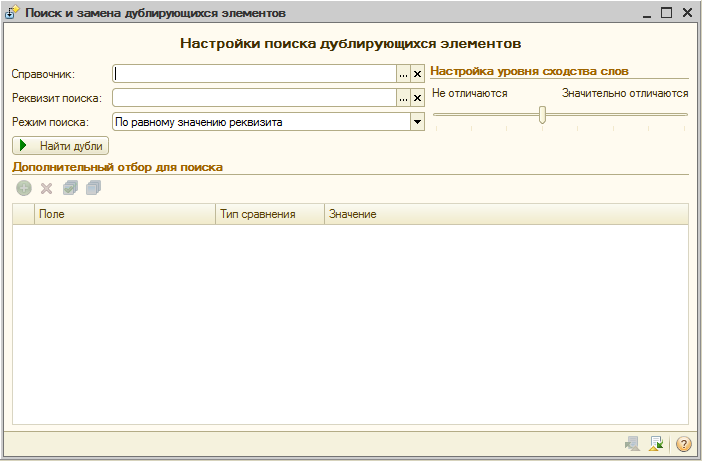 Поиск и замена дублирующихся элементов
Настройки поиска дублирующихся элементов
Справочник:
...
Настройка уровня сходства слов
Реквизит поиска:
...
Не отличаются
Значительно отличаются
Режим поиска:
По равному значению реквизита
Найти дубли
Дополнительный отбор для поиска
Поле
Тип сравнения
Значение
?